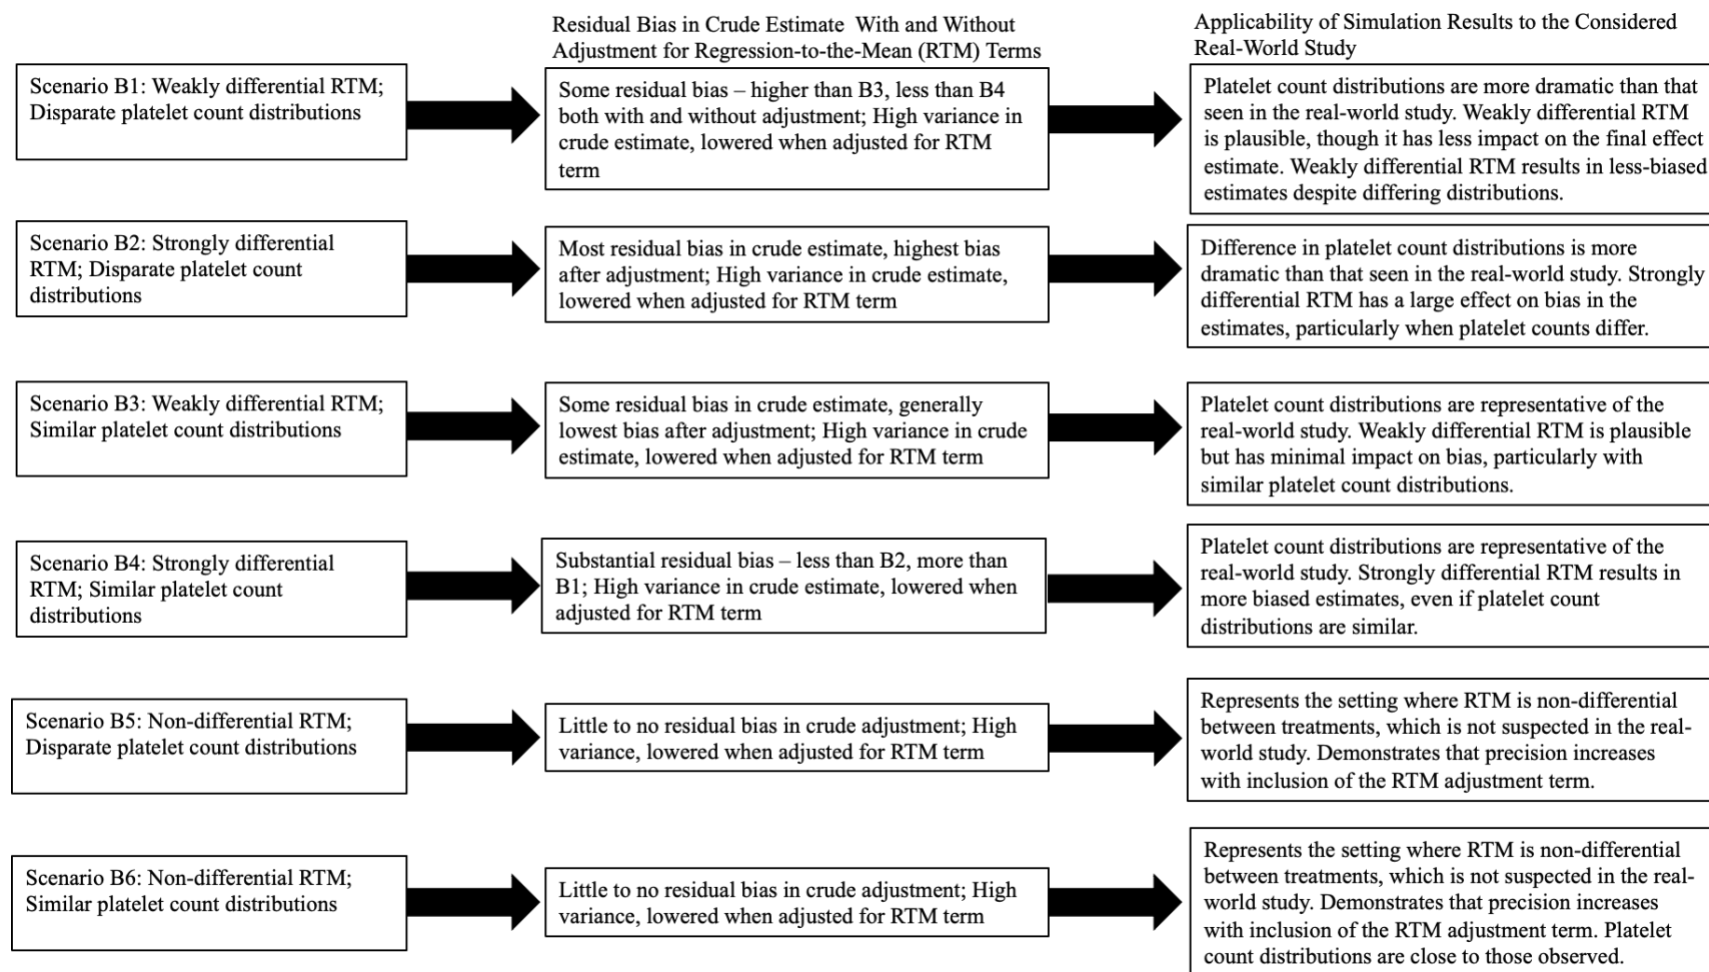 Residual Bias in Crude Estimate With and Without
Adjustment for Regression-to-the-Mean (RTM) Terms
Applicability of Simulation Results to the Considered
Real-World Study
Scenario B1: Weakly differential RTM;
Disparate platelet count distributions
Some residual bias – higher than B3, less than B4
both with and without adjustment; High variance in
crude estimate, lowered when adjusted for RTM
term
Platelet count distributions are more dramatic than that
seen in the real-world study. Weakly differential RTM
is plausible, though it has less impact on the final effect
estimate. Weakly differential RTM results in less-biased
estimates despite differing distributions.
Scenario B2: Strongly differential
RTM; Disparate platelet count
distributions
Most residual bias in crude estimate, highest bias
after adjustment; High variance in crude estimate,
lowered when adjusted for RTM term
Difference in platelet count distributions is more
dramatic than that seen in the real-world study. Strongly
differential RTM has a large effect on bias in the
estimates, particularly when platelet counts differ.
Scenario B3: Weakly differential RTM;
Similar platelet count distributions
Some residual bias in crude estimate, generally
lowest bias after adjustment; High variance in crude
estimate, lowered when adjusted for RTM term
Platelet count distributions are representative of the
real-world study. Weakly differential RTM is plausible
but has minimal impact on bias, particularly with
similar platelet count distributions.
Scenario B4: Strongly differential
RTM; Similar platelet count
distributions
Substantial residual bias – less than B2, more than
B1; High variance in crude estimate, lowered when
adjusted for RTM term
Platelet count distributions are representative of the
real-world study. Strongly differential RTM results in
more biased estimates, even if platelet count
distributions are similar.
Scenario B5: Non-differential RTM;
Disparate platelet count distributions
Little to no residual bias in crude adjustment; High
variance, lowered when adjusted for RTM term
Represents the setting where RTM is non-differential
between treatments, which is not suspected in the real-
world study. Demonstrates that precision increases
with inclusion of the RTM adjustment term.
Scenario B6: Non-differential RTM;
Similar platelet count distributions
Little to no residual bias in crude adjustment; High
variance, lowered when adjusted for RTM term
Represents the setting where RTM is non-differential
between treatments, which is not suspected in the real-
world study. Demonstrates that precision increases
with inclusion of the RTM adjustment term. Platelet
count distributions are close to those observed.